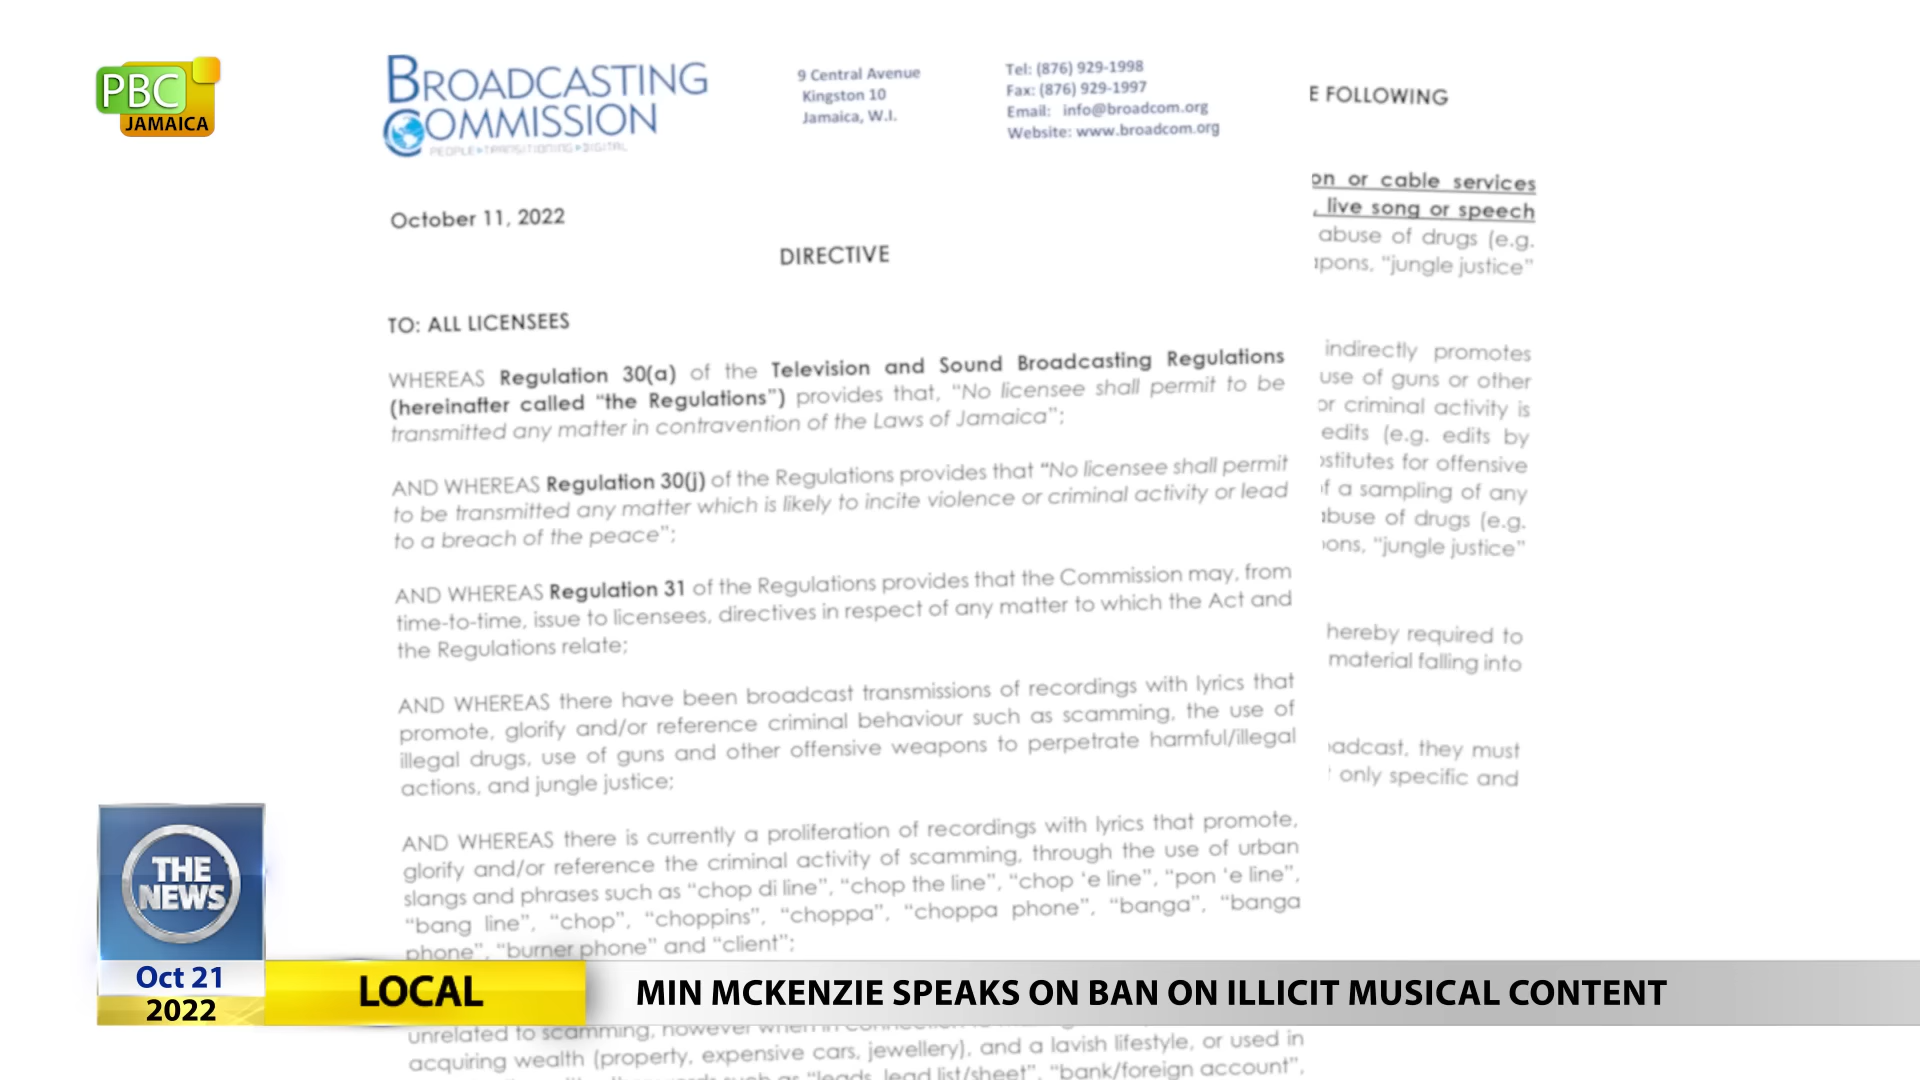 PBC
JAMAICA
BROADCASTING
COMMISSION
PEOPLE TRANSITIONING DIGITAL
9 Central Avenue
Kingston 10
Jamaica, W.I.
Tel: (876) 929-1998
Fax: (876) 929-1997
Email: info@broadcom.org
Website: www.broadcom.org
October 11, 2022
DIRECTIVE
TO: ALL LICENSEES
WHEREAS Regulation 30(a) of the Television and Sound Broadcasting Regulations
(hereinafter called "the Regulations") provides that, "No licensee shall permit to be
transmitted any matter in contravention of the Laws of Jamaica";
AND WHEREAS Regulation 30(j) of the Regulations provides that "No licensee shall permit
to be transmitted any matter which is likely to incite violence or criminal activity or lead
to a breach of the peace";
AND WHEREAS Regulation 31 of the Regulations provides that the Commission may, from
time-to-time, issue to licensees, directives in respect of any matter to which the Act and
the Regulations relate;
AND WHEREAS there have been broadcast transmissions of recordings with lyrics that
promote, glorify and/or reference criminal behaviour such as scamming, the use of
illegal drugs, use of guns and other offensive weapons to perpetrate harmful/illegal
actions, and jungle justice;
AND WHEREAS there is currently a proliferation of recordings with lyrics that promote,
glorify and/or reference the criminal activity of scamming, through the use of urban
slangs and phrases such as "chop di line", "chop the line", "chop 'e line", "pon 'e line",
"bang line", "chop", "choppins", "choppa", "choppa phone", "banga", "banga
phone", "burner phone" and "client";
unrelated to scamming, however when in
acquiring wealth (property, expensive cars, jewellery), and a lavish lifestyle, or used in
"leads, lead list/sheet", "bank/foreign account",
E FOLLOWING
on or cable services
, live song or speech
abuse of drugs (e.g.
apons, "jungle justice"
indirectly promotes
use of guns or other
or criminal activity is
edits (e.g. edits by
ostitutes for offensive
of a sampling of any
abuse of drugs (e.g.
ons, "jungle justice"
hereby required to
material falling into
adcast, they must
only specific and
THE
NEWS
Oct 21
2022
LOCAL
MIN MCKENZIE SPEAKS ON BAN ON ILLICIT MUSICAL CONTENT